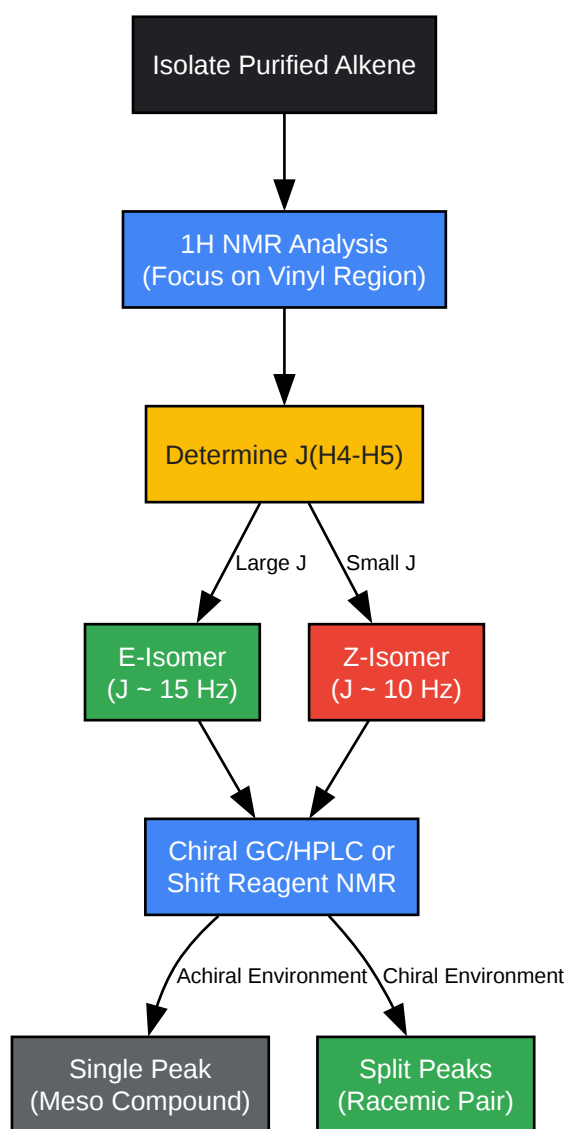 Isolate Purified Alkene
1H NMR Analysis
(Focus on Vinyl Region)
Determine J(H4-H5)
Large J
Small J
E-Isomer
(J ~ 15 Hz)
Z-Isomer
(J ~ 10 Hz)
Chiral GC/HPLC or
Shift Reagent NMR
Achiral Environment
Chiral Environment
Single Peak
(Meso Compound)
Split Peaks
(Racemic Pair)